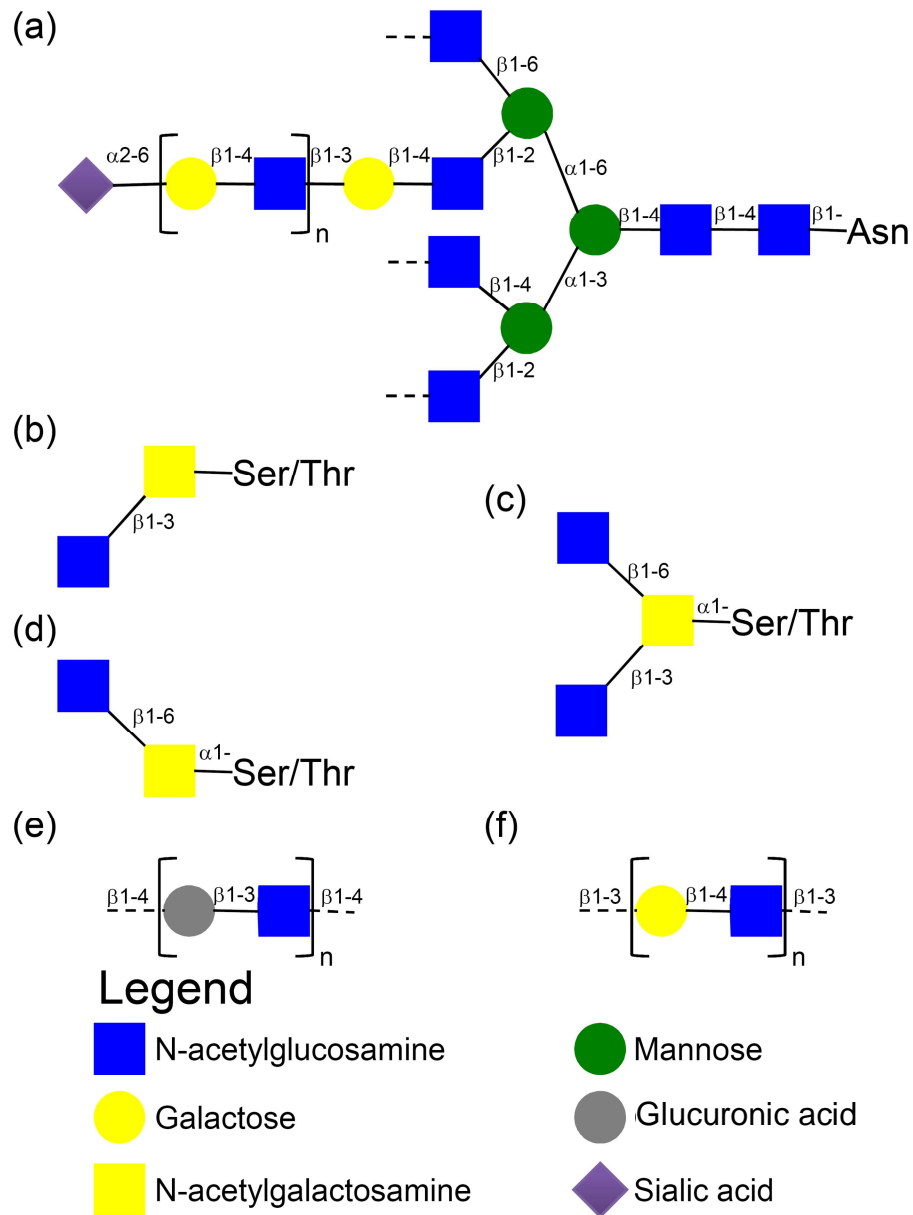 (a)
β1-6
α2-6
β1-4
β1-3
β1-4
β1-2
α1-6
n
β1-4
β1-4
β1-
Asn
β1-4
α1-3
β1-2
(b)
Ser/Thr
β1-3
(c)
β1-6
α1-
Ser/Thr
β1-3
(d)
β1-6
α1-
Ser/Thr
(e)
β1-4
β1-3
β1-4
n
(f)
β1-3
β1-4
β1-3
n
Legend
N-acetylglucosamine
Mannose
Galactose
Glucuronic acid
N-acetylgalactosamine
Sialic acid